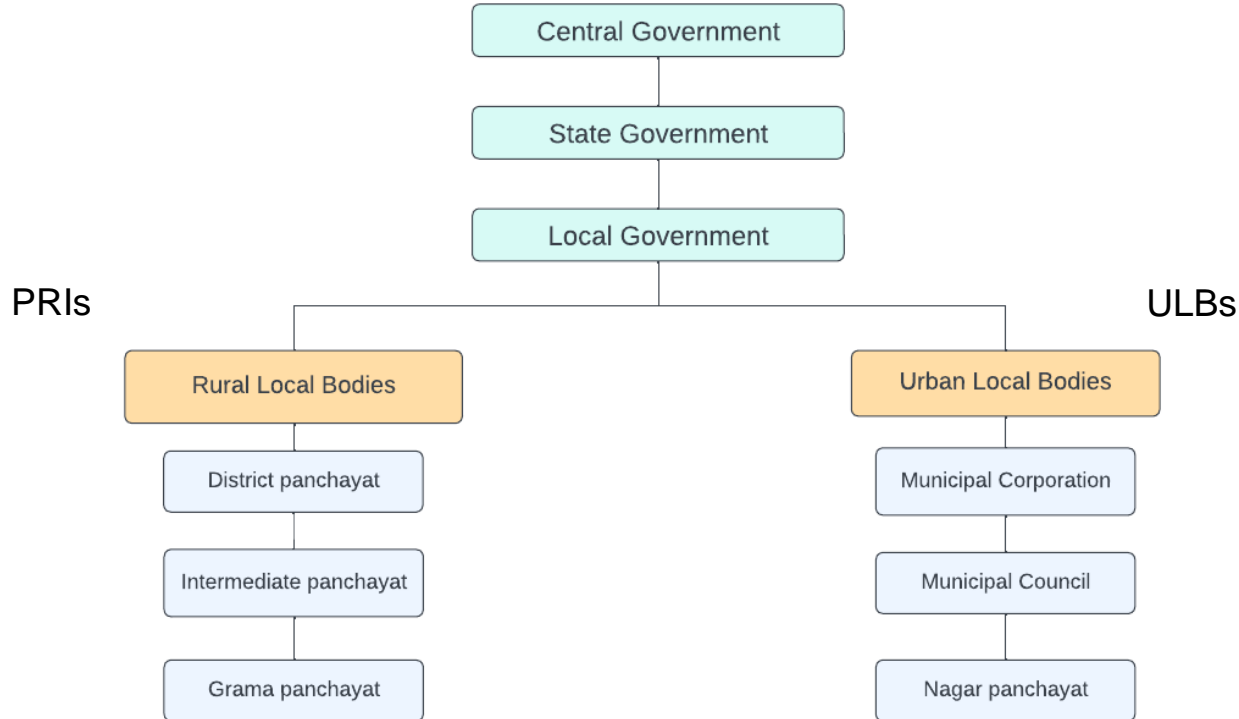 Central Government
State Government
Local Government
PRIs
ULBs
Rural Local Bodies
Urban Local Bodies
District panchayat
Municipal Corporation
Intermediate panchayat
Municipal Council
Grama panchayat
Nagar panchayat